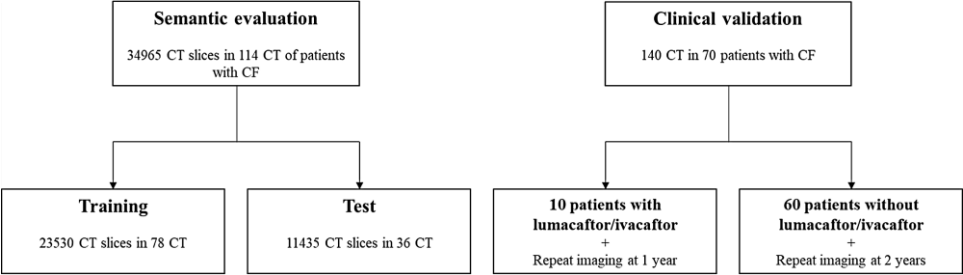 Semantic evaluation
34965 CT slices in 114 CT of patients
with CF
Clinical validation
140 CT in 70 patients with CF
Training
23530 CT slices in 78 CT
Test
11435 CT slices in 36 CT
10 patients with
lumacaftor/ivacaftor
+
Repeat imaging at 1 year
60 patients without
lumacaftor/ivacaftor
+
Repeat imaging at 2 years